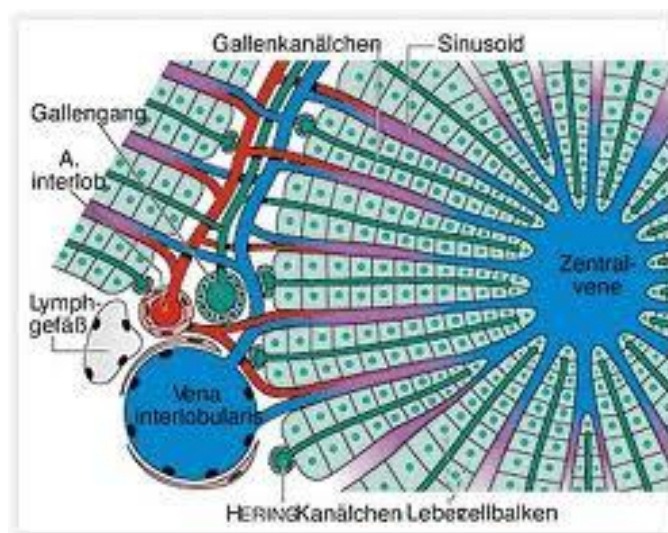 Gallenkanälchen
Sinusoid
Gallengang
A.
interlob.
Zentral-
vene
Lymph-
gefäß
Vena
interlobularis
HERING Kanälchen
Leberzellbalken